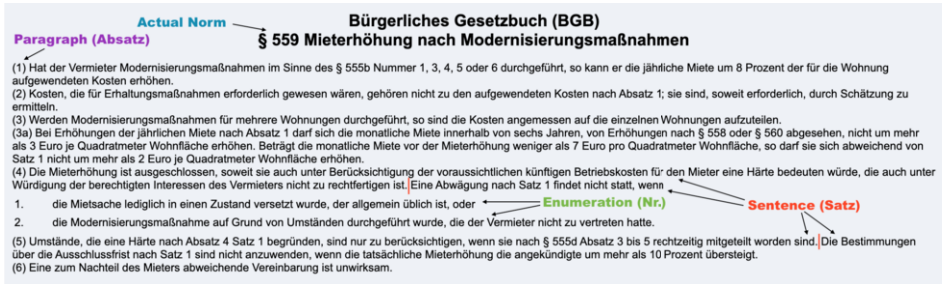 Actual Norm
Bürgerliches Gesetzbuch (BGB)
Paragraph (Absatz)
§ 559 Mieterhöhung nach Modernisierungsmaßnahmen
(1) Hat der Vermieter Modernisierungsmaßnahmen im Sinne des § 555b Nummer 1, 3, 4, 5 oder 6 durchgeführt, so kann er die jährliche Miete um 8 Prozent der für die Wohnung
aufgewendeten Kosten erhöhen.
(2) Kosten, die für Erhaltungsmaßnahmen erforderlich gewesen wären, gehören nicht zu den aufgewendeten Kosten nach Absatz 1; sie sind, soweit erforderlich, durch Schätzung zu
ermitteln.
(3) Werden Modernisierungsmaßnahmen für mehrere Wohnungen durchgeführt, so sind die Kosten angemessen auf die einzelnen Wohnungen aufzuteilen.
(3a) Bei Erhöhungen der jährlichen Miete nach Absatz 1 darf sich die monatliche Miete innerhalb von sechs Jahren, von Erhöhungen nach § 558 oder § 560 abgesehen, nicht um mehr
als 3 Euro je Quadratmeter Wohnfläche erhöhen. Beträgt die monatliche Miete vor der Mieterhöhung weniger als 7 Euro pro Quadratmeter Wohnfläche, so darf sie sich abweichend von
Satz 1 nicht um mehr als 2 Euro je Quadratmeter Wohnfläche erhöhen.
(4) Die Mieterhöhung ist ausgeschlossen, soweit sie auch unter Berücksichtigung der voraussichtlichen künftigen Betriebskosten für den Mieter eine Härte bedeuten würde, die auch unter
Würdigung der berechtigten Interessen des Vermieters nicht zu rechtfertigen ist. Eine Abwägung nach Satz 1 findet nicht statt, wenn
1. die Mietsache lediglich in einen Zustand versetzt wurde, der allgemein üblich ist, oder
Enumeration (Nr.)
Sentence (Satz)
2. die Modernisierungsmaßnahme auf Grund von Umständen durchgeführt wurde, die der Vermieter nicht zu vertreten hatte.
(5) Umstände, die eine Härte nach Absatz 4 Satz 1 begründen, sind nur zu berücksichtigen, wenn sie nach § 555d Absatz 3 bis 5 rechtzeitig mitgeteilt worden sind. Die Bestimmungen
über die Ausschlussfrist nach Satz 1 sind nicht anzuwenden, wenn die tatsächliche Mieterhöhung die angekündigte um mehr als 10 Prozent übersteigt.
(6) Eine zum Nachteil des Mieters abweichende Vereinbarung ist unwirksam.